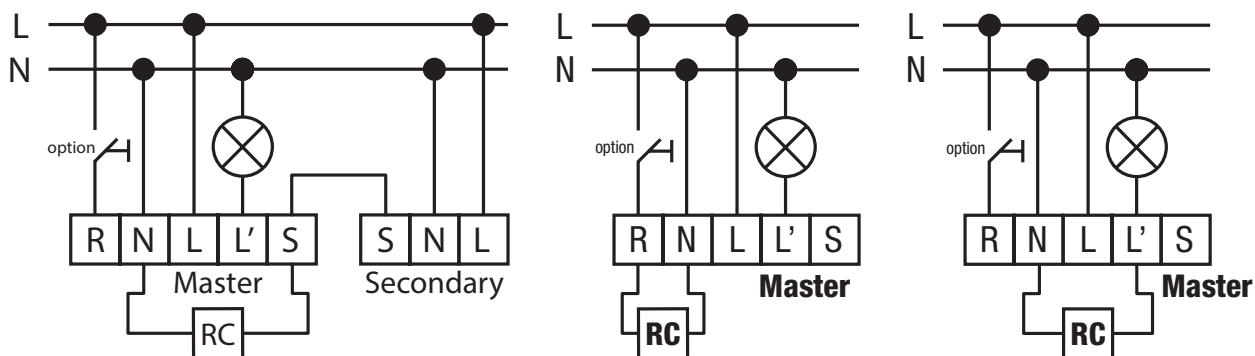 L L L
N N N
option option option
R N L L' S S N L R N L L' S R N L L' S
Master Secondary Master Master
RC RC RC